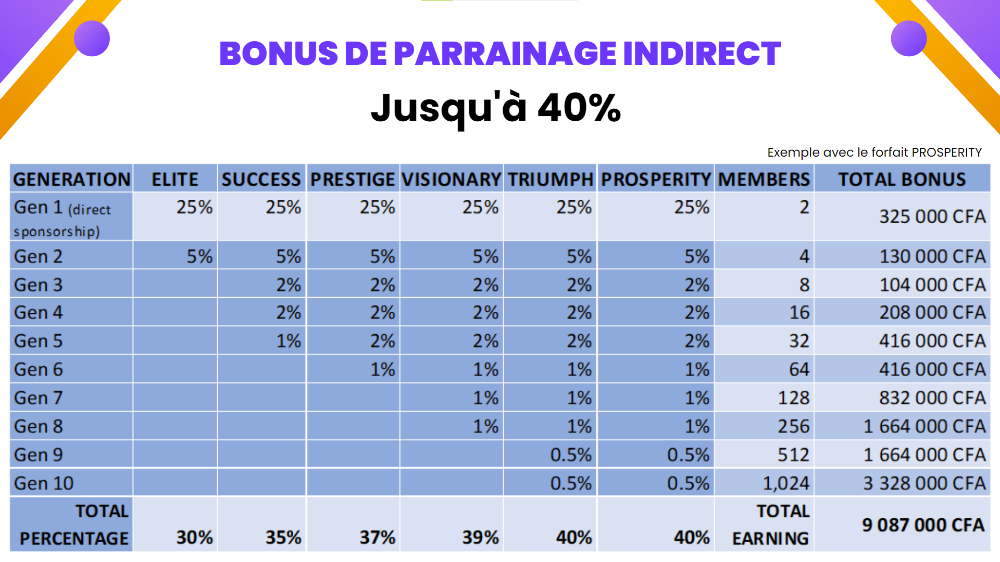 BONUS DE PARRAINAGE INDIRECT
Jusqu'à 40%
Exemple avec le forfait PROSPERITY
GENERATION ELITE SUCCESS PRESTIGE VISIONARY TRIUMPH PROSPERITY MEMBERS TOTAL BONUS
Gen 1 (direct sponsorship) 25% 25% 25% 25% 25% 25% 2 325 000 CFA
Gen 2 5% 5% 5% 5% 5% 5% 4 130 000 CFA
Gen 3 2% 2% 2% 2% 2% 8 104 000 CFA
Gen 4 2% 2% 2% 2% 2% 16 208 000 CFA
Gen 5 1% 2% 2% 2% 2% 32 416 000 CFA
Gen 6 1% 1% 1% 1% 64 416 000 CFA
Gen 7 1% 1% 1% 128 832 000 CFA
Gen 8 1% 1% 1% 256 1 664 000 CFA
Gen 9 0.5% 0.5% 512 1 664 000 CFA
Gen 10 0.5% 0.5% 1,024 3 328 000 CFA
TOTAL PERCENTAGE 30% 35% 37% 39% 40% 40% TOTAL EARNING 9 087 000 CFA